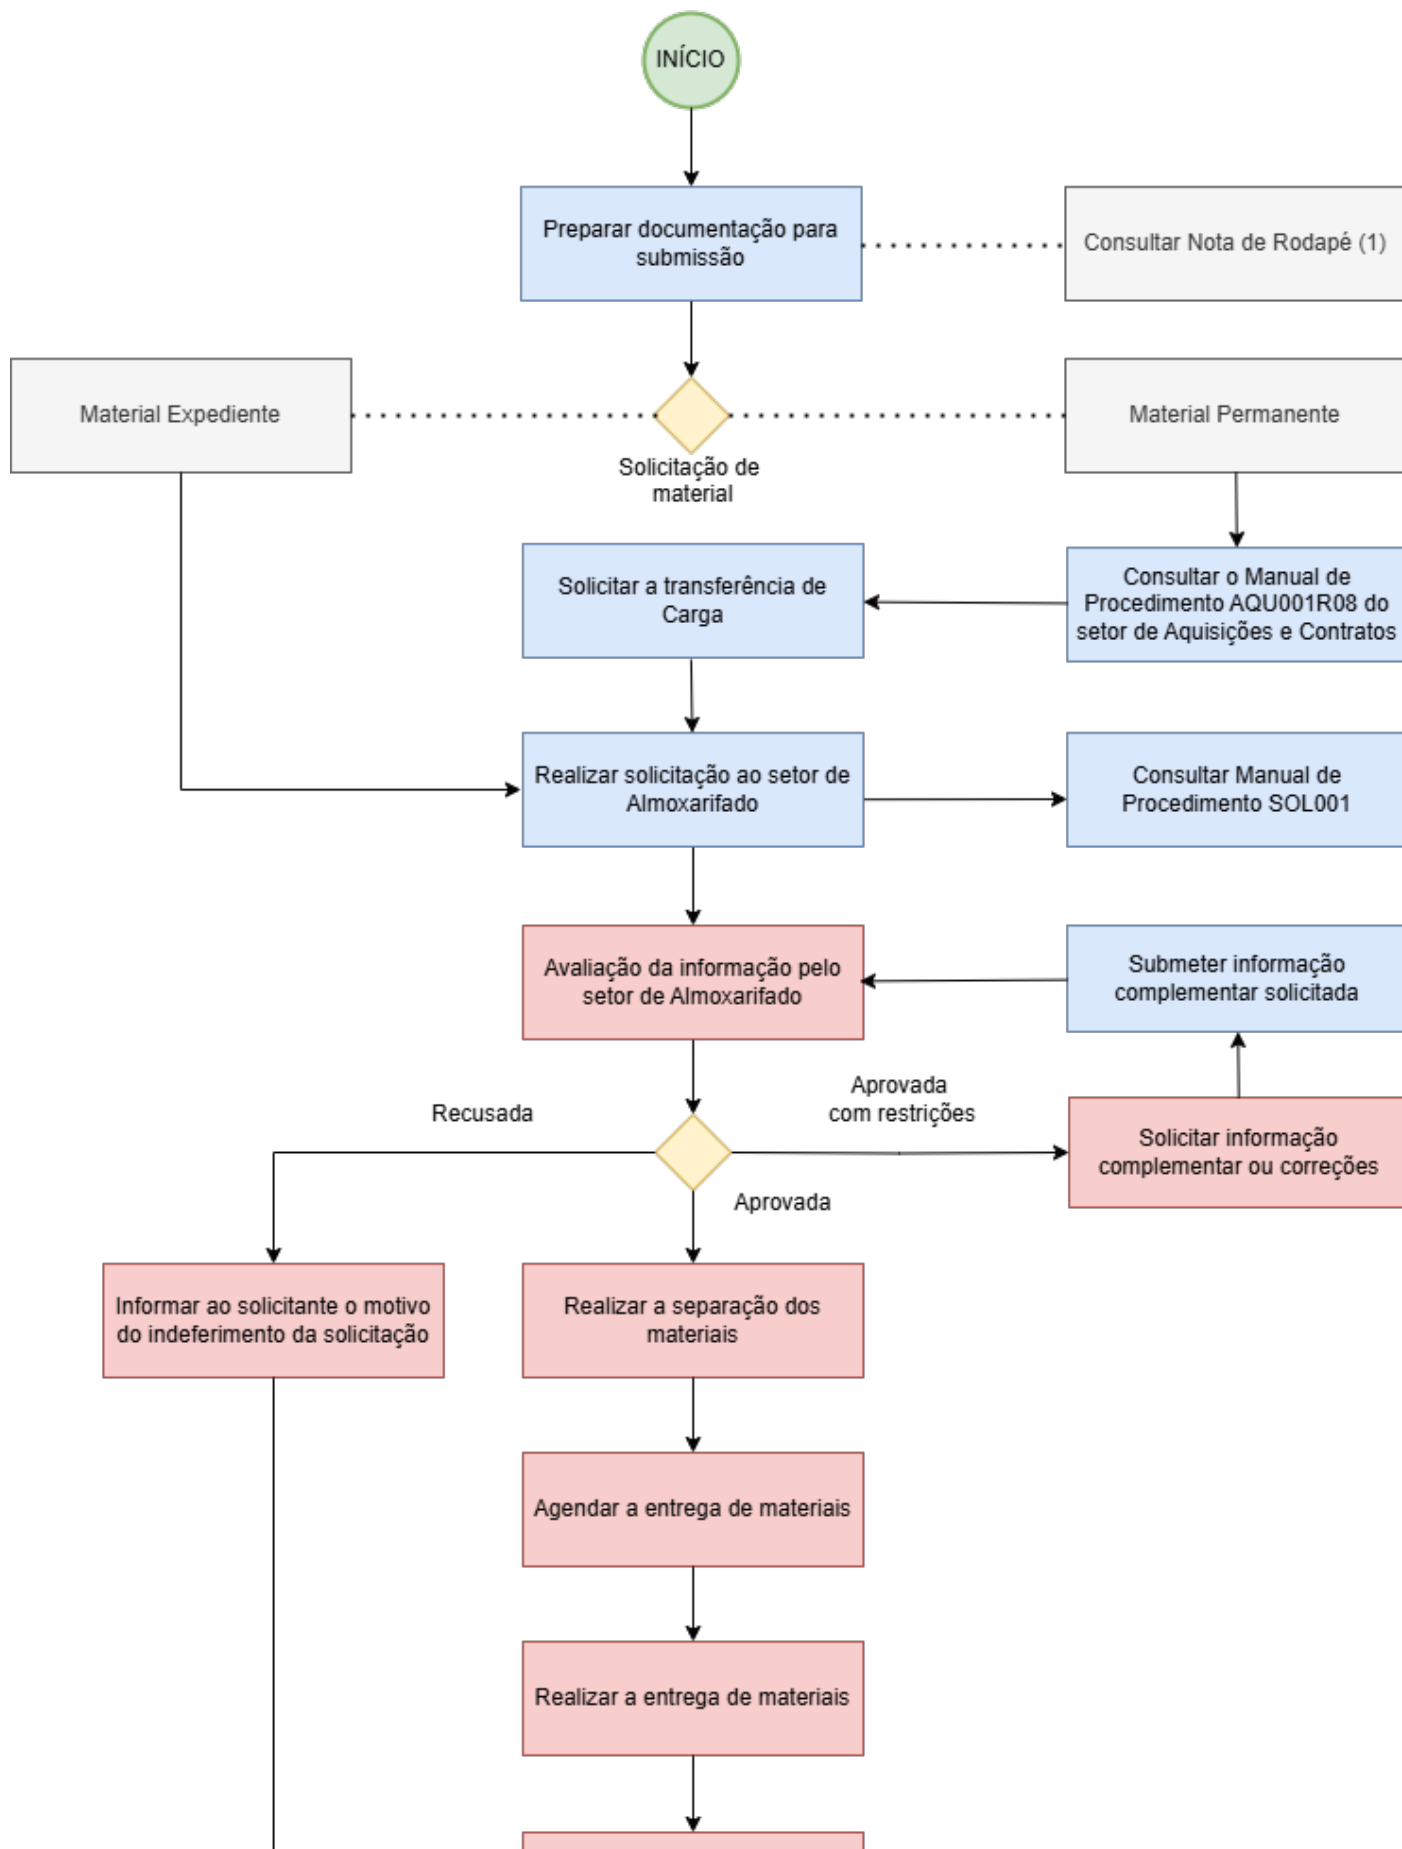 INÍCIO
Preparar documentação para
submissão
Consultar Nota de Rodapé (1)
Material Expediente
Material Permanente
Solicitação de
material
Solicitar a transferência de
Carga
Consultar o Manual de
Procedimento AQU001R08 do
setor de Aquisições e Contratos
Realizar solicitação ao setor de
Almoxarifado
Consultar Manual de
Procedimento SOL001
Avaliação da informação pelo
setor de Almoxarifado
Submeter informação
complementar solicitada
Recusada
Aprovada
com restrições
Solicitar informação
complementar ou correções
Aprovada
Informar ao solicitante o motivo
do indeferimento da solicitação
Realizar a separação dos
materiais
Agendar a entrega de materiais
Realizar a entrega de materiais